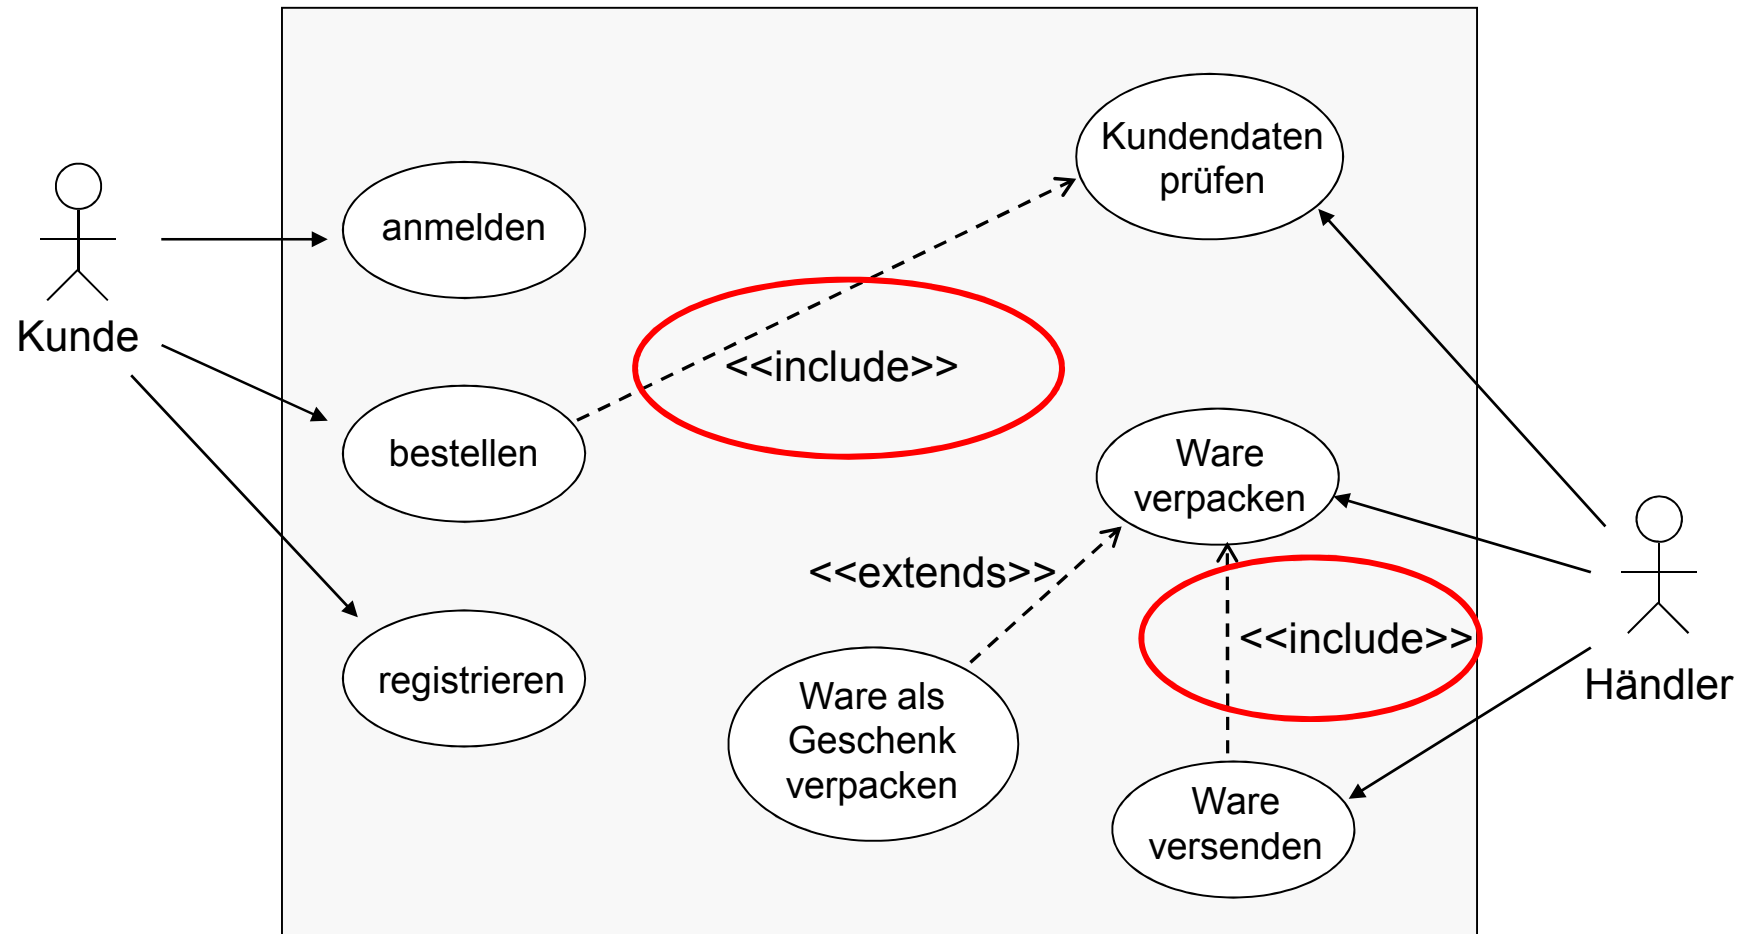 Kundendaten
prüfen
anmelden
Kunde
<<include>>
bestellen
Ware
verpacken
<<extends>>
<<include>>
registrieren
Händler
Ware als
Geschenk
verpacken
Ware
versenden